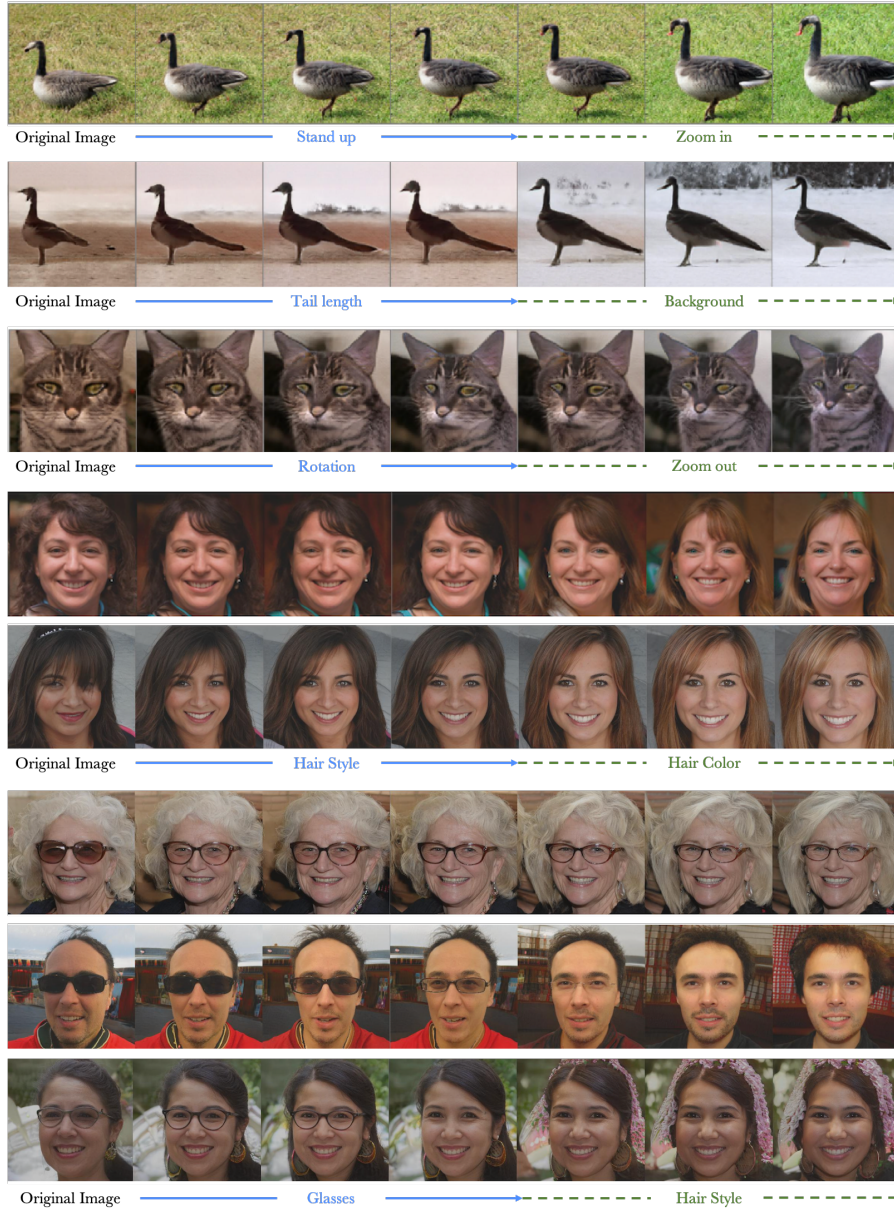 Original Image Stand up Zoom in
Original Image Tail length Background
Original Image Rotation Zoom out
Original Image Hair Style Hair Color
Original Image Glasses Hair Style